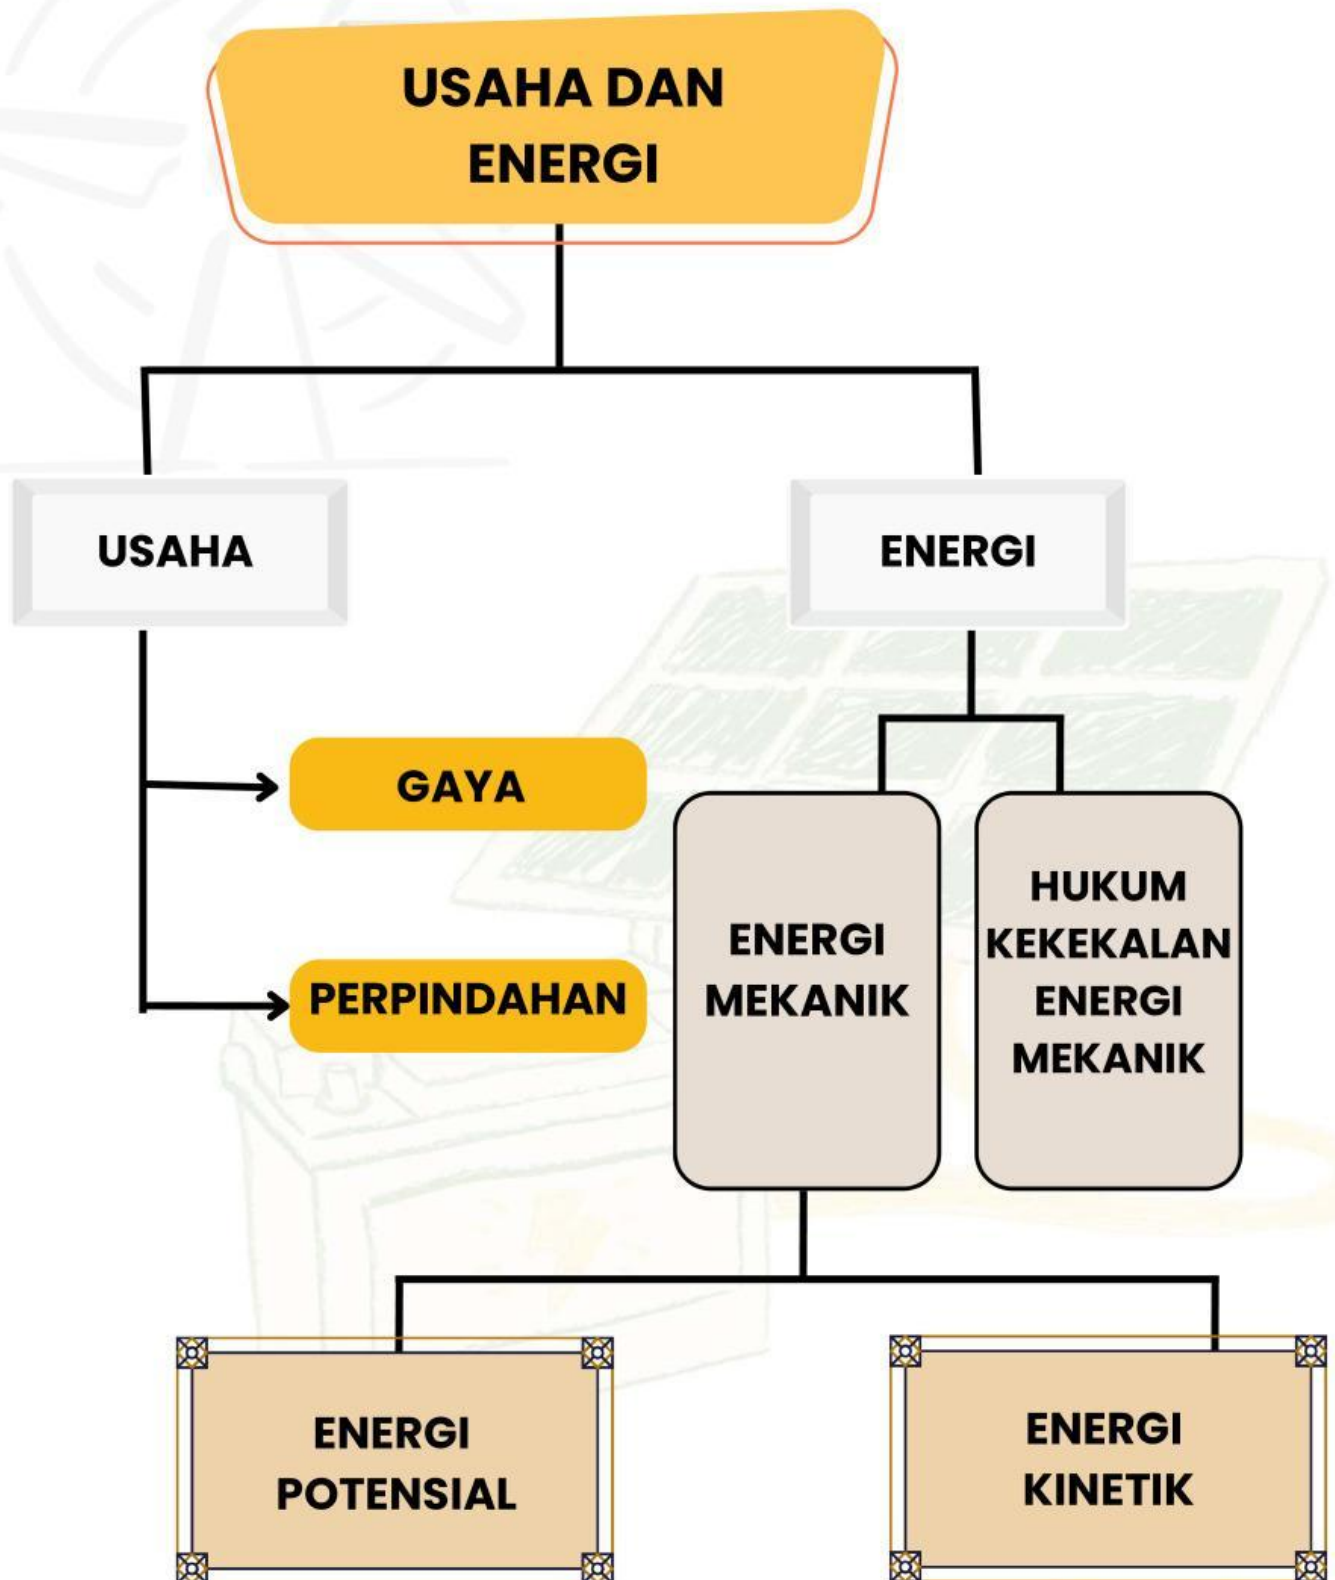 USAHA DAN
ENERGI
USAHA
ENERGI
GAYA
PERPINDAHAN
ENERGI
MEKANIK
HUKUM
KEKEKALAN
ENERGI
MEKANIK
ENERGI
POTENSIAL
ENERGI
KINETIK